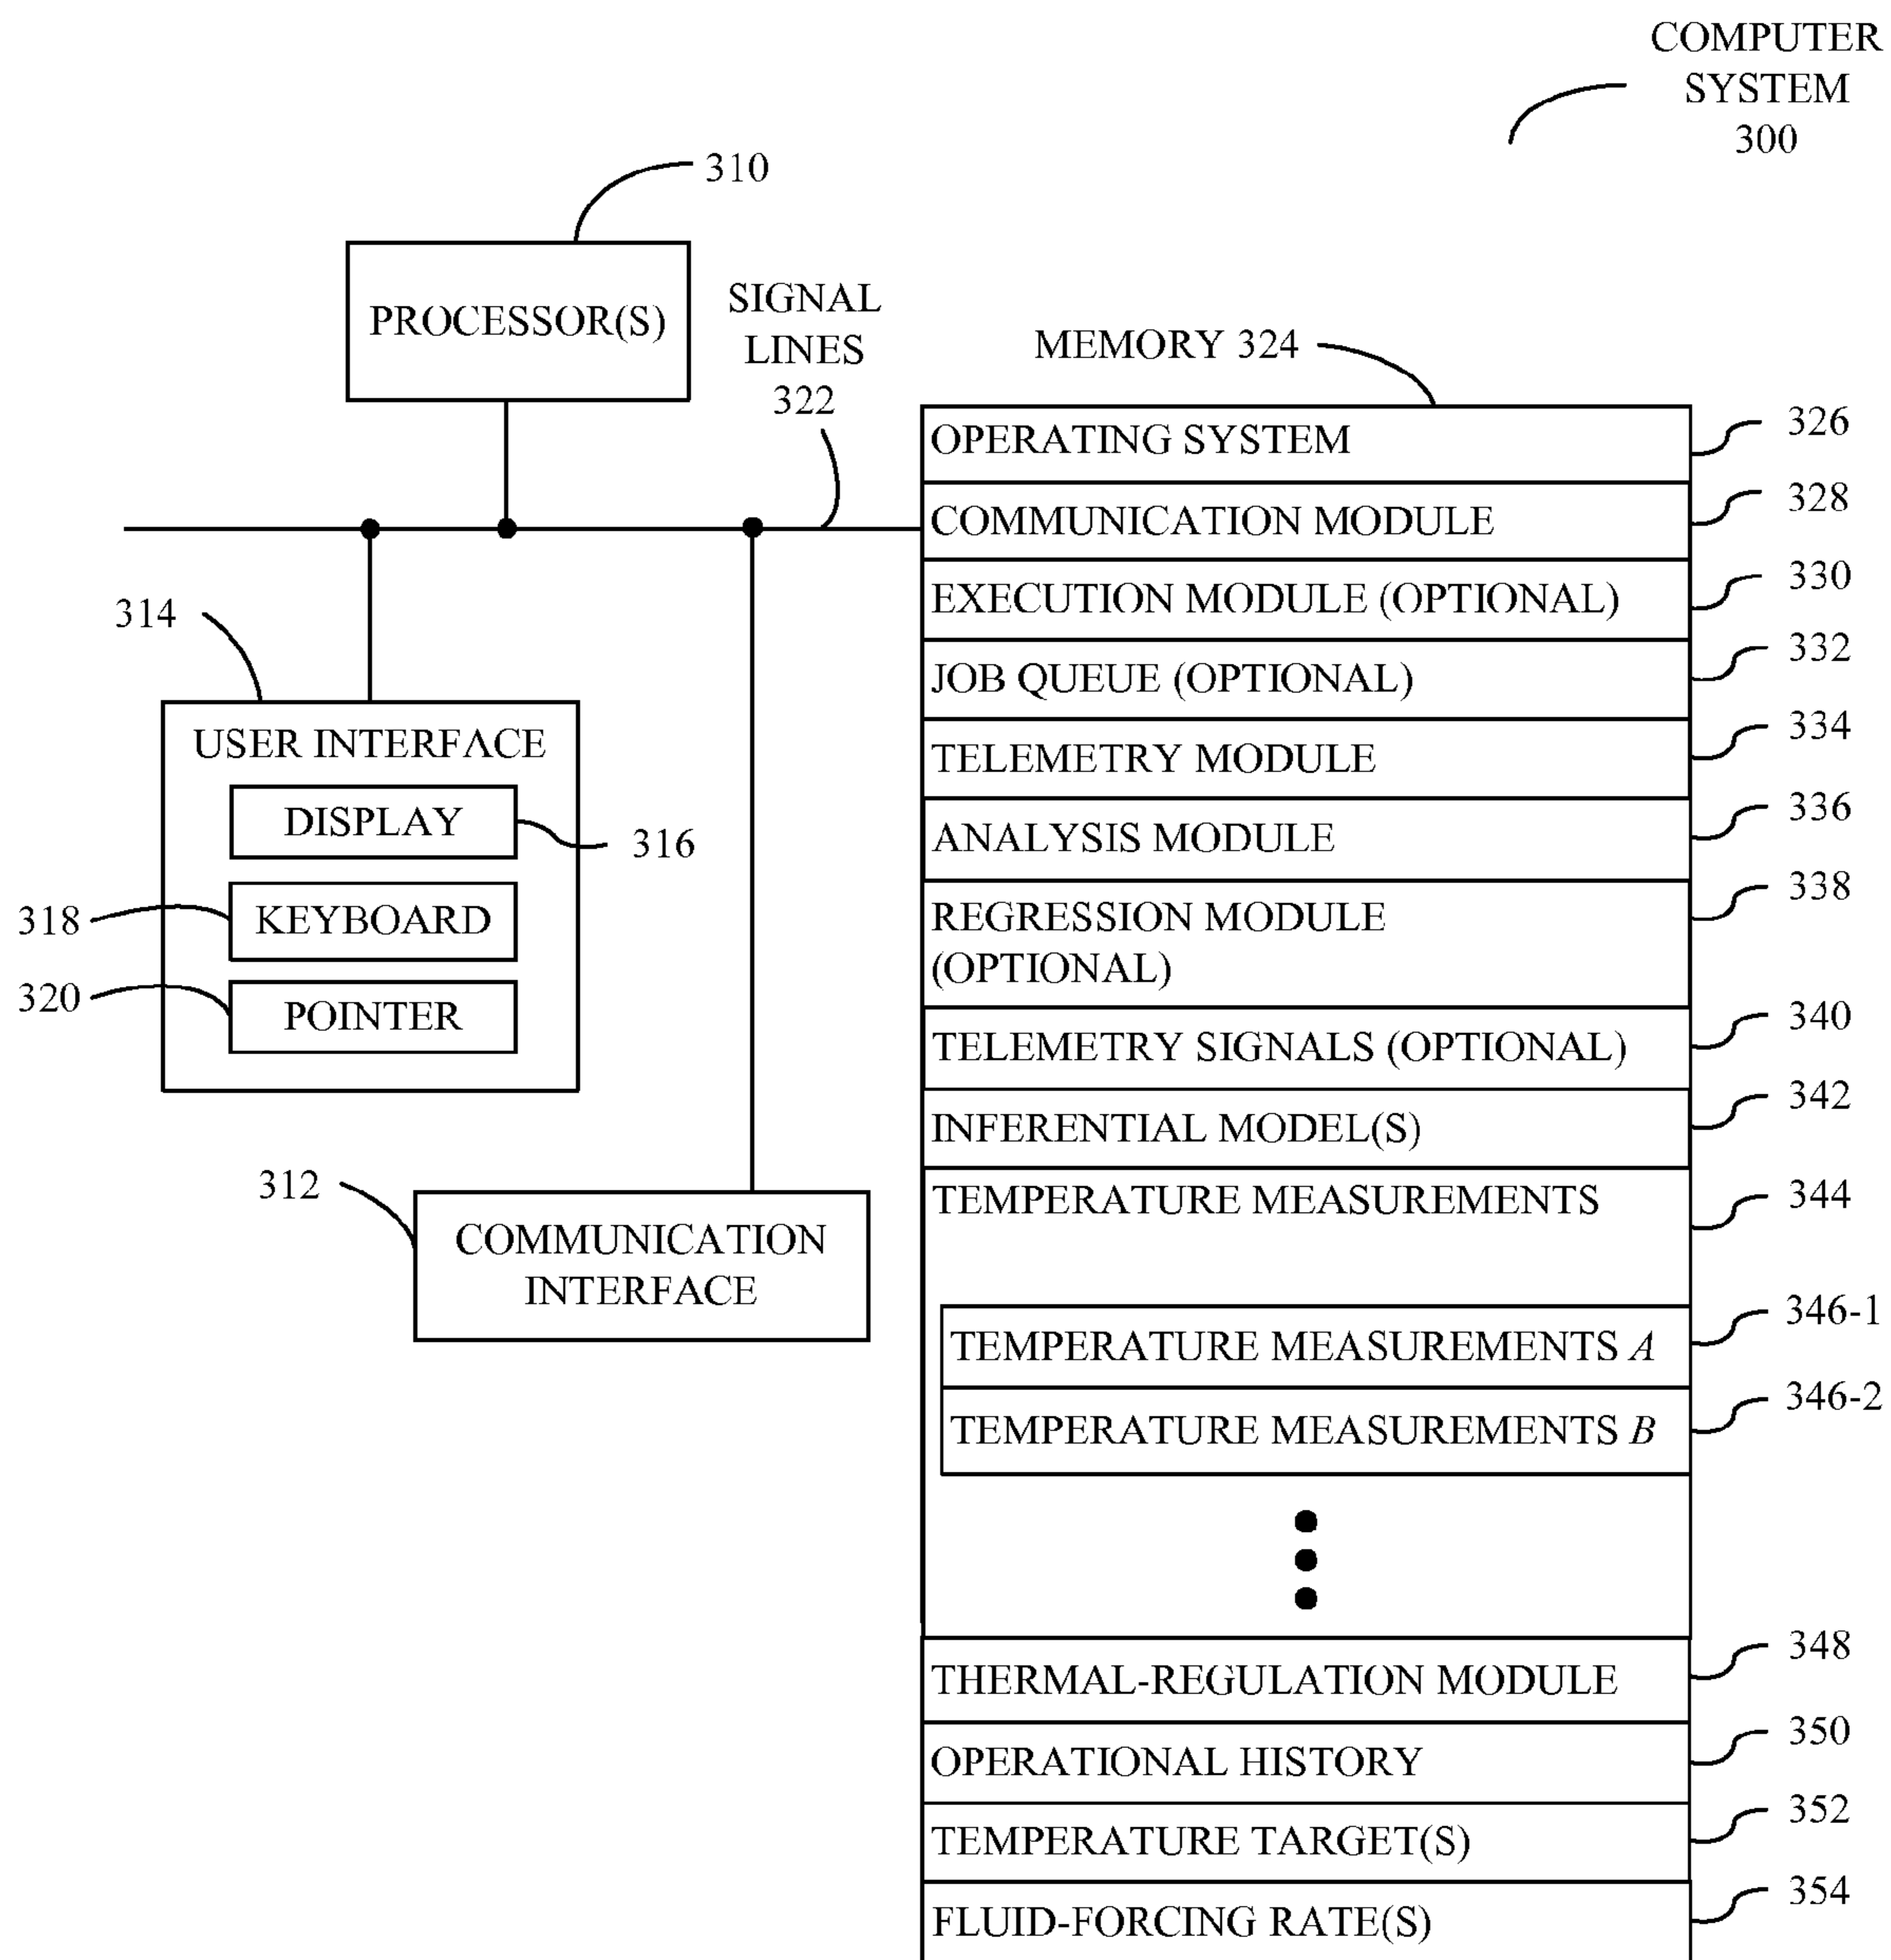 COMPUTER
SYSTEM
300
310
PROCESSOR(S)
SIGNAL
LINES
322
MEMORY 324
OPERATING SYSTEM
326
COMMUNICATION MODULE
328
EXECUTION MODULE (OPTIONAL)
330
JOB QUEUE (OPTIONAL)
332
TELEMETRY MODULE
334
ANALYSIS MODULE
336
REGRESSION MODULE
(OPTIONAL)
338
TELEMETRY SIGNALS (OPTIONAL)
340
INFERENTIAL MODEL(S)
342
TEMPERATURE MEASUREMENTS
344
TEMPERATURE MEASUREMENTS A
346-1
TEMPERATURE MEASUREMENTS B
346-2
THERMAL-REGULATION MODULE
348
OPERATIONAL HISTORY
350
TEMPERATURE TARGET(S)
352
FLUID-FORCING RATE(S)
354
314
USER INTERFACE
DISPLAY
316
318
KEYBOARD
320
POINTER
312
COMMUNICATION
INTERFACE